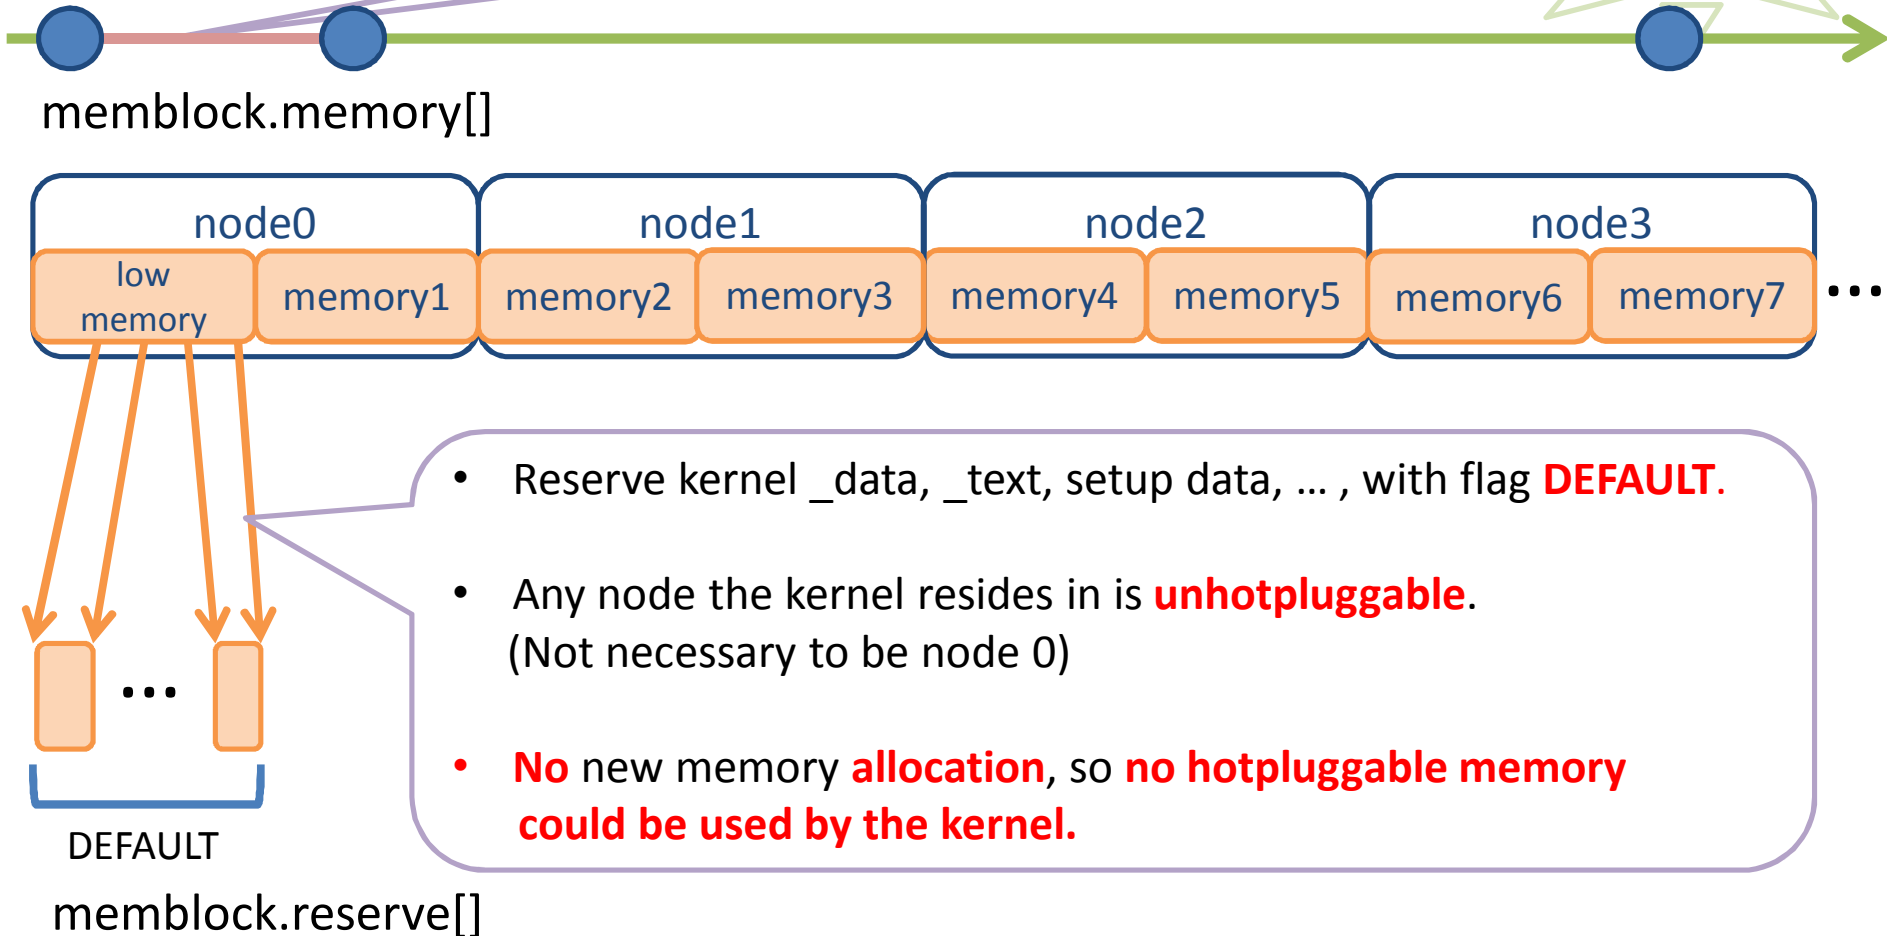 memblock.memory[]
node0 node1 node2 node3
low
memory
memory1 memory2 memory3 memory4 memory5 memory6 memory7 ...
• Reserve kernel _data, _text, setup data, ... , with flag DEFAULT.
• Any node the kernel resides in is unhotpluggable.
(Not necessary to be node 0)
...
• No new memory allocation, so no hotpluggable memory
could be used by the kernel.
DEFAULT
memblock.reserve[]